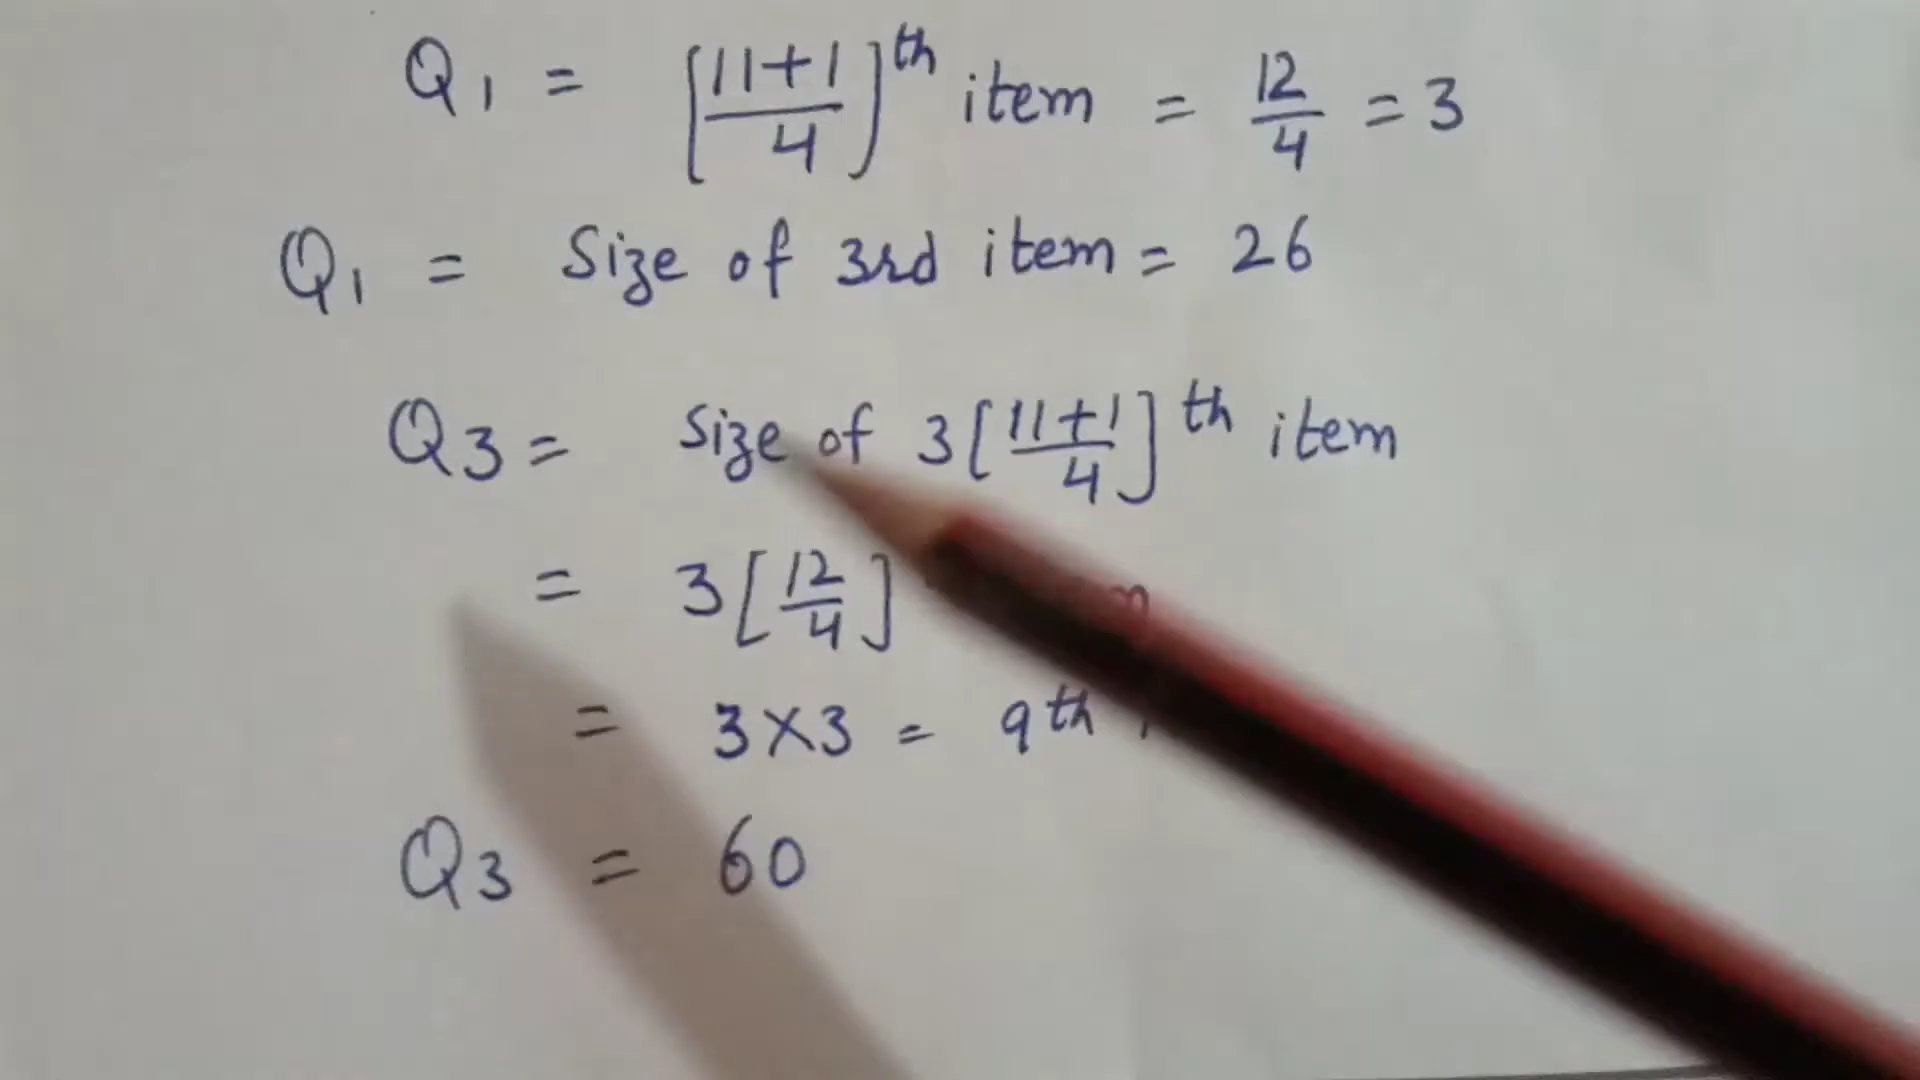 Q1 = [11+1/4]th item = 12/4 = 3
Q1 = Size of 3rd item = 26
Q3 = Size of 3[11+1/4]th item
= 3[12/4]
= 3×3 = 9th
Q3 = 60